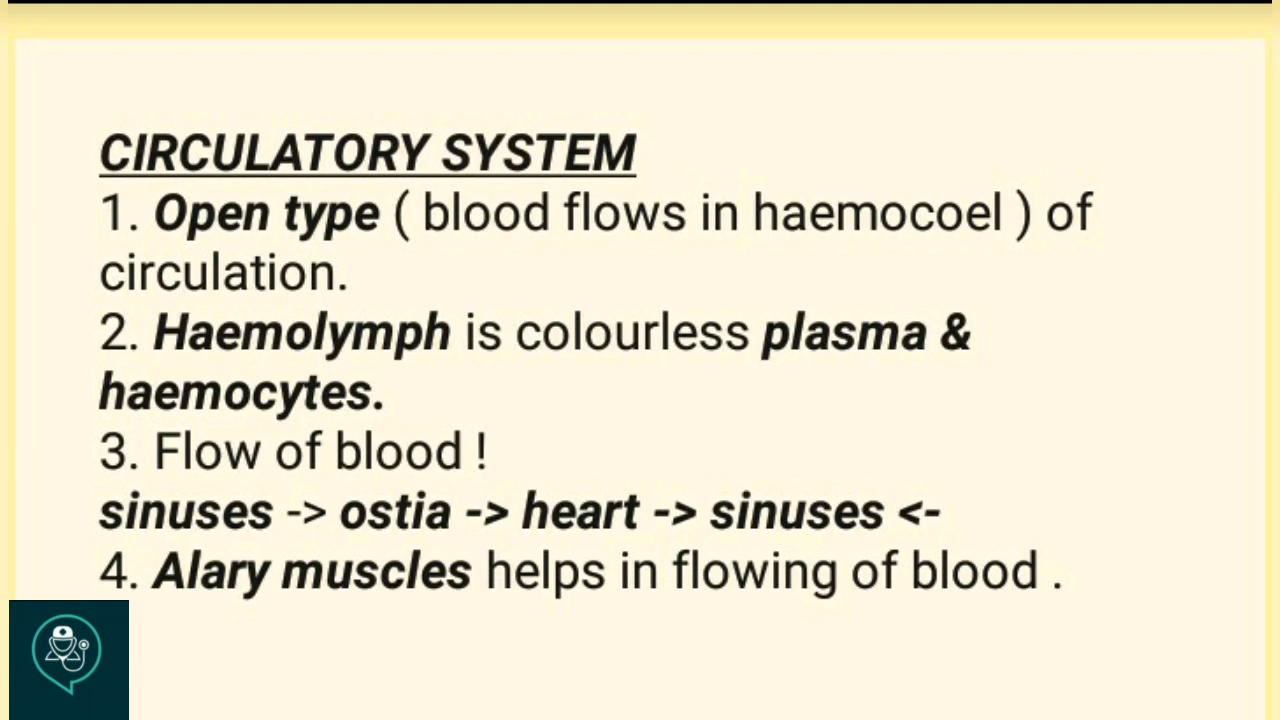 CIRCULATORY SYSTEM
1. Open type ( blood flows in haemocoel ) of
circulation.
2. Haemolymph is colourless plasma &
haemocytes.
3. Flow of blood !
sinuses -> ostia -> heart -> sinuses <-
4. Alary muscles helps in flowing of blood .